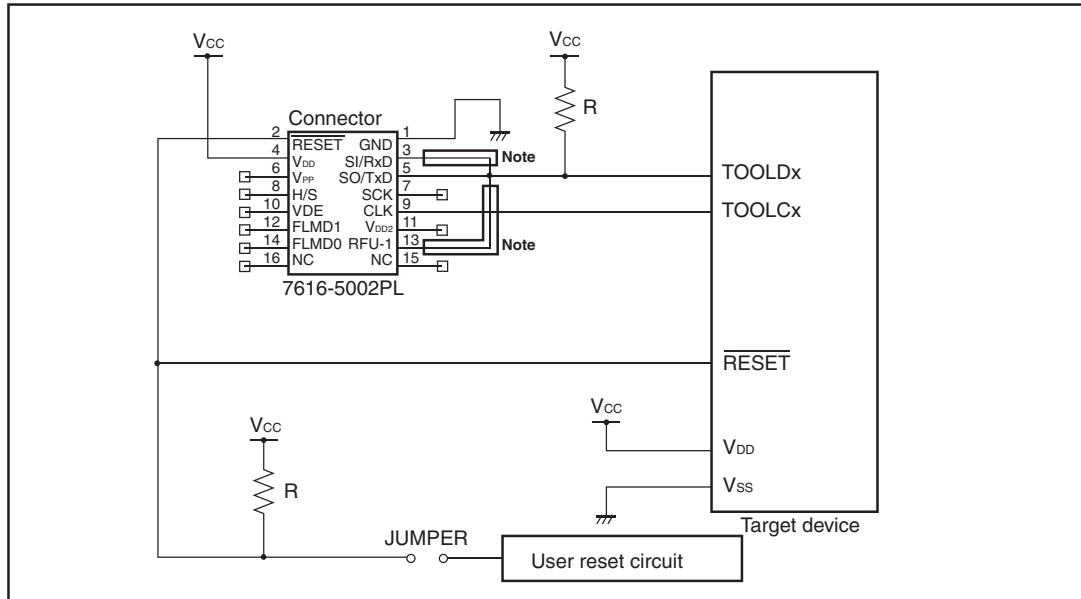 VCC
VCC
R
Connector
2 RESET GND 1
4 VDD SI/RxD 3 Note
6 VPP SO/TxD 5 TOOLDx
8 H/S SCK 7
10 VDE CLK 9 TOOLCx
12 FLMD1 VDD2 11
14 FLMD0 RFU-1 13 Note
16 NC NC 15
7616-5002PL
RESET
VCC
VCC
VDD
R
VSS
Target device
JUMPER
User reset circuit